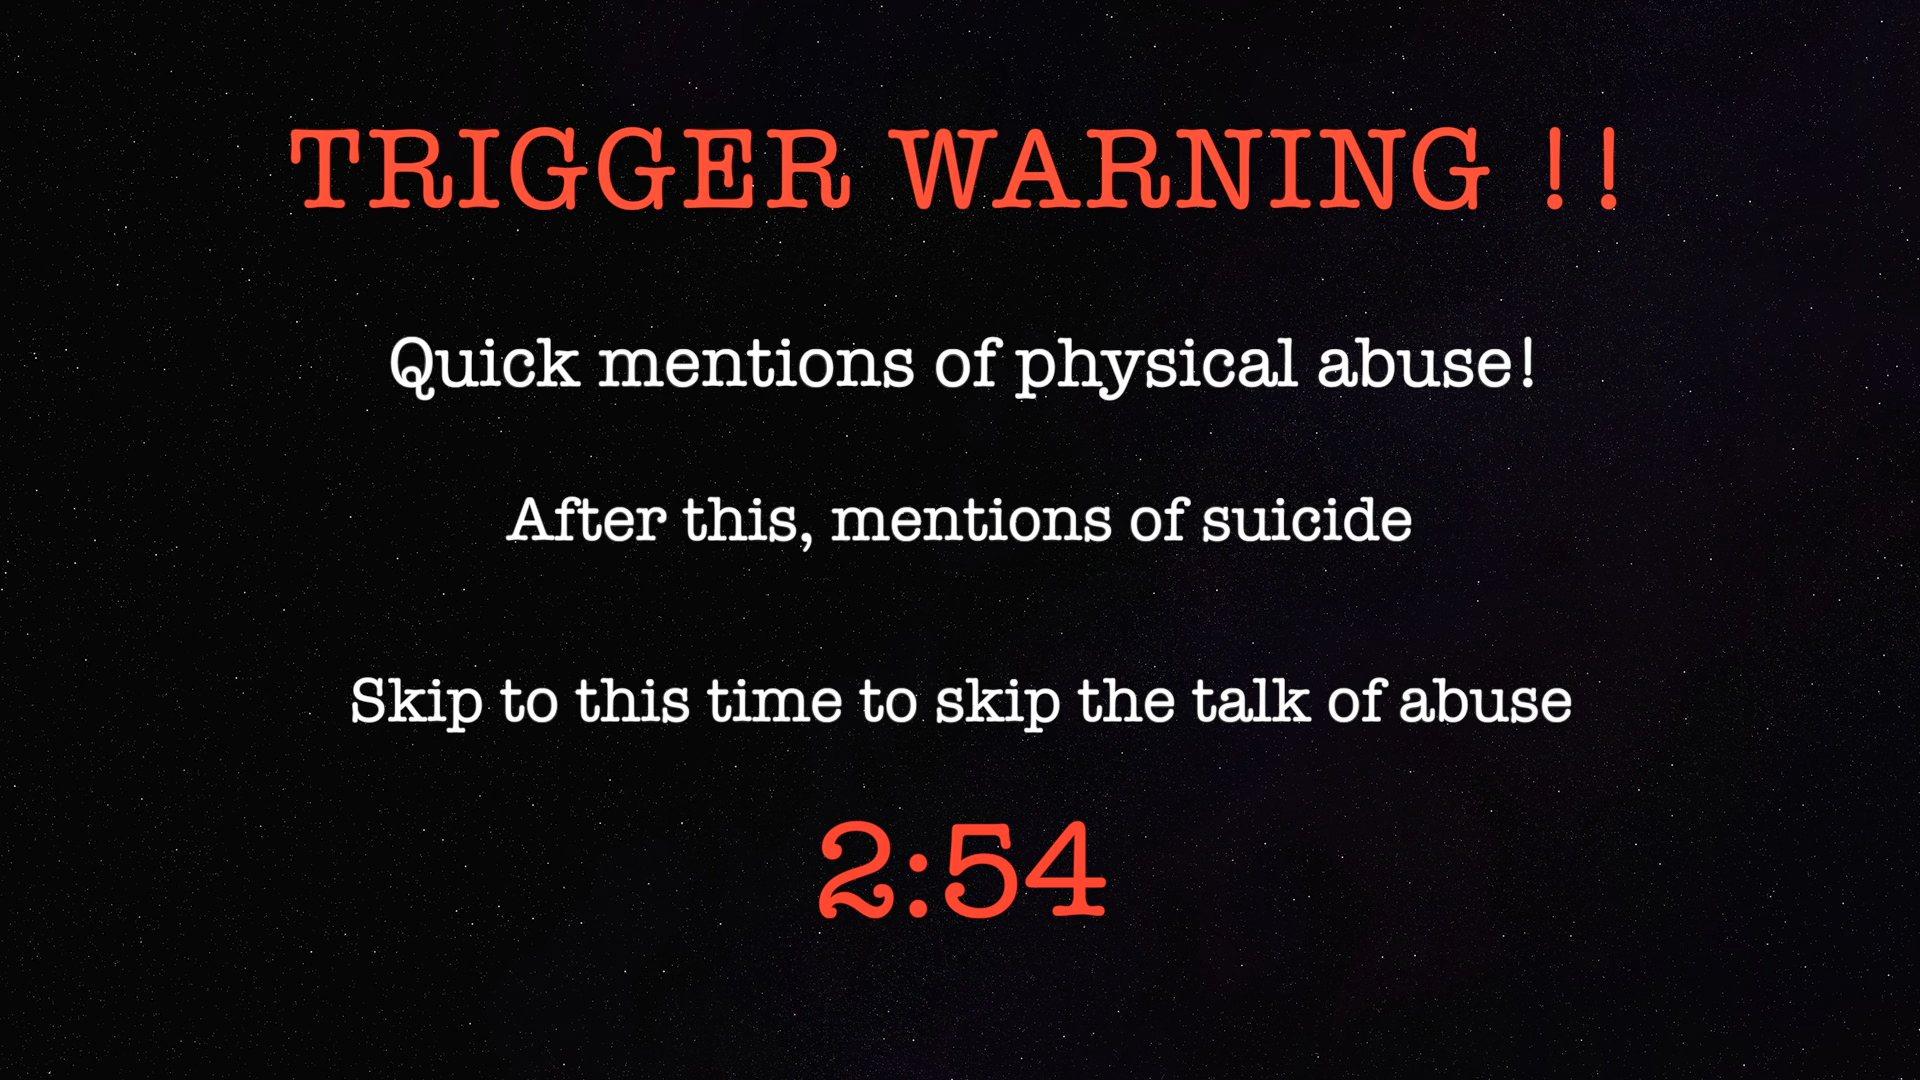 TRIGGER WARNING !!
Quick mentions of physical abuse!
After this, mentions of suicide
Skip to this time to skip the talk of abuse
2:54